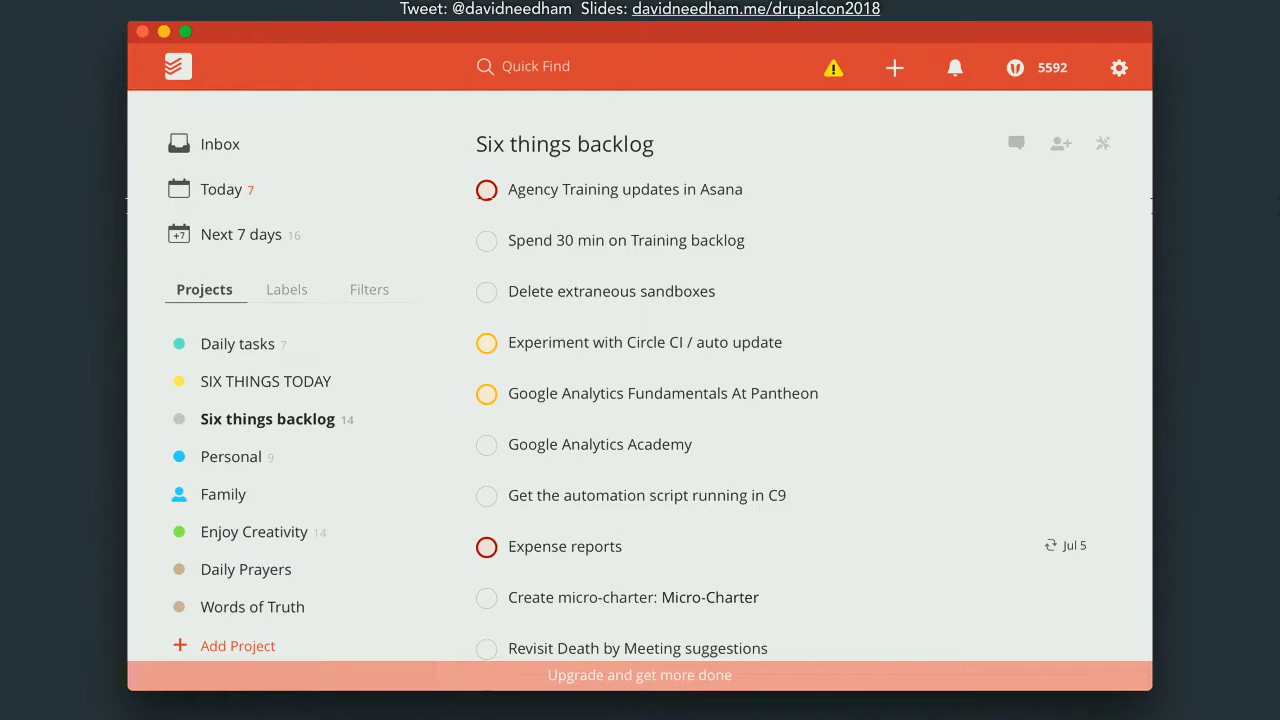 Tweet: @davidneedham Slides: davidneedham.me/drupalcon2018
Quick Find
5592
Inbox
Today 7
+7 Next 7 days 16
Projects Labels Filters
Daily tasks 7
SIX THINGS TODAY
Six things backlog 14
Personal 9
Family
Enjoy Creativity 14
Daily Prayers
Words of Truth
+ Add Project
Six things backlog
Agency Training updates in Asana
Spend 30 min on Training backlog
Delete extraneous sandboxes
Experiment with Circle CI / auto update
Google Analytics Fundamentals At Pantheon
Google Analytics Academy
Get the automation script running in C9
Expense reports Jul 5
Create micro-charter: Micro-Charter
Revisit Death by Meeting suggestions
Upgrade and get more done